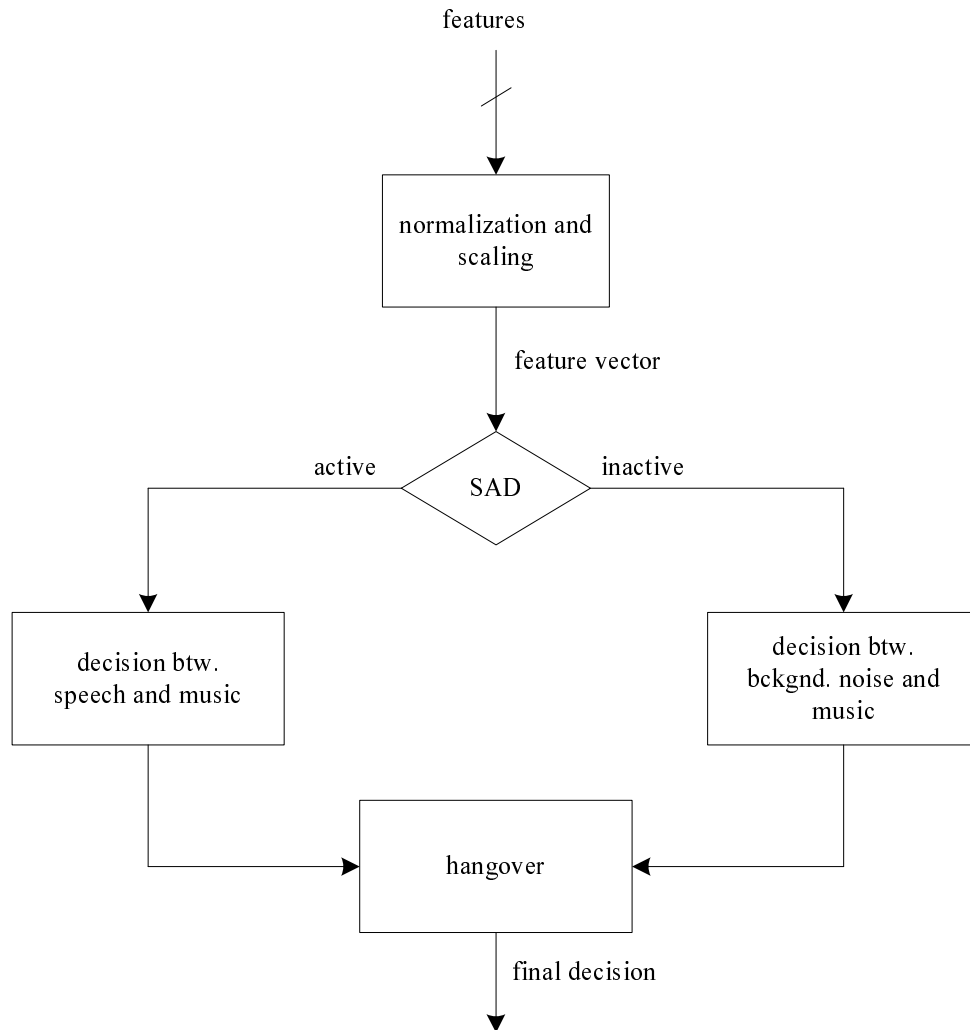 features
normalization and
scaling
feature vector
active
inactive
SAD
decision btw.
speech and music
decision btw.
bckgnd. noise and
music
hangover
final decision